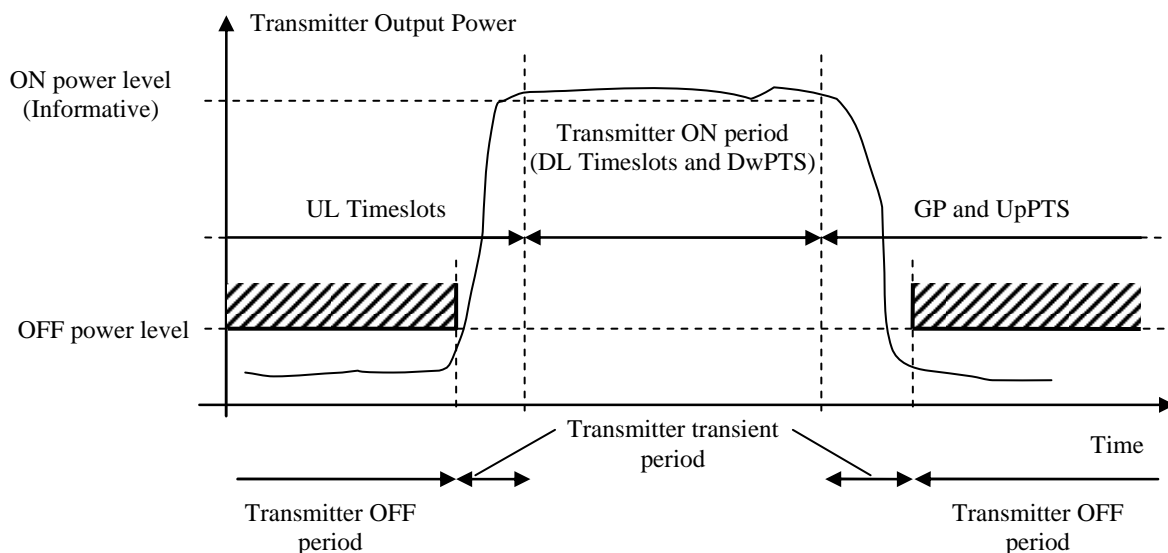 Transmitter Output Power
ON power level
(Informative)
Transmitter ON period
(DL Timeslots and DwPTS)
UL Timeslots
GP and UpPTS
OFF power level
Transmitter transient
period
Time
Transmitter OFF
period
Transmitter OFF
period